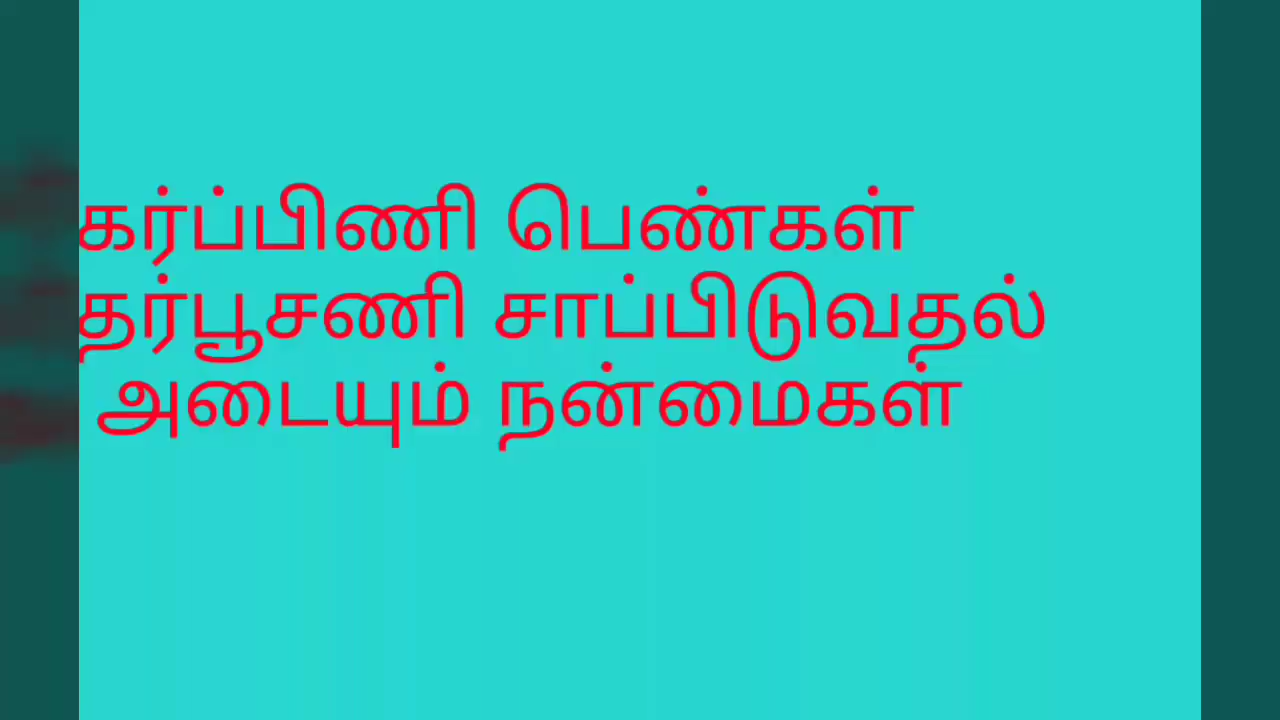 கர்ப்பிணி பெண்கள்
தர்பூசணி சாப்பிடுவதல்
அடையும் நன்மைகள்